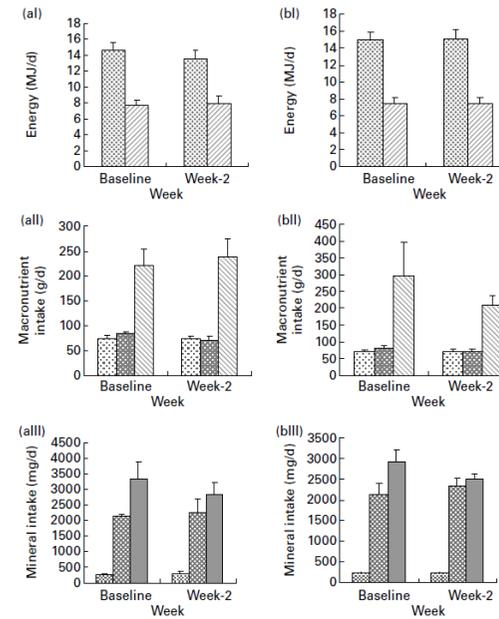 (aI)
Energy (MJ/d)
18
16
14
12
10
8
6
4
2
0
Baseline
Week-2
Week
(bI)
Energy (MJ/d)
18
16
14
12
10
8
6
4
2
0
Baseline
Week-2
Week
(aII)
Macronutrient
intake (g/d)
300
250
200
150
100
50
0
Baseline
Week-2
Week
(bII)
Macronutrient
intake (g/d)
450
400
350
300
250
200
150
100
50
0
Baseline
Week-2
Week
(aIII)
Mineral intake (mg/d)
4500
4000
3500
3000
2500
2000
1500
1000
500
0
Baseline
Week-2
Week
(bIII)
Mineral intake (mg/d)
3500
3000
2500
2000
1500
1000
500
0
Baseline
Week-2
Week